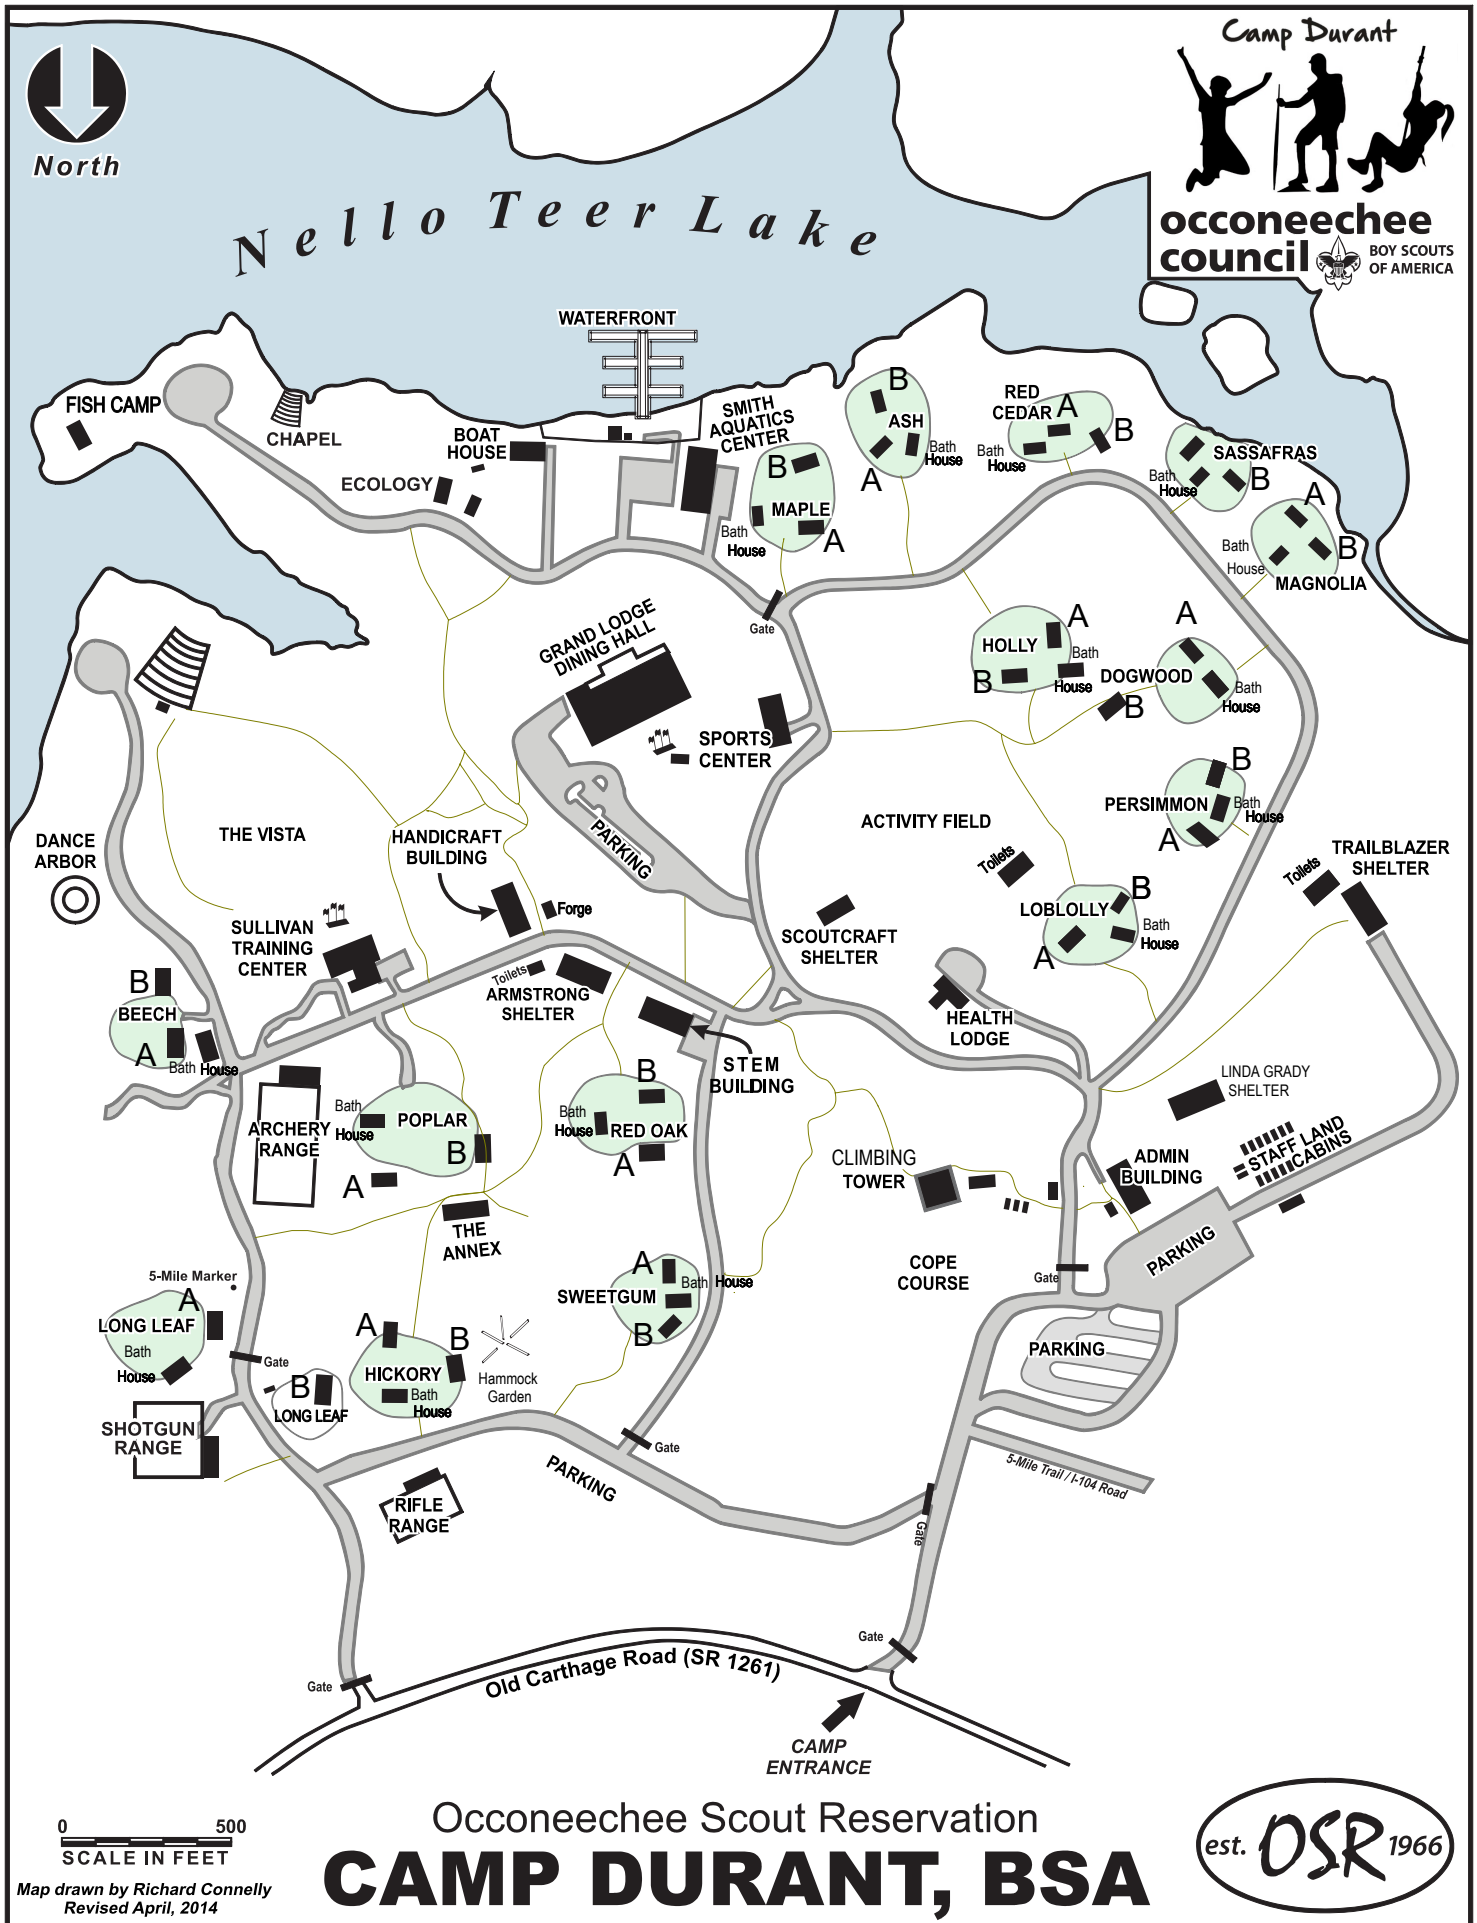 Camp Durant
occoneechee
council
BOY SCOUTS
OF AMERICA
North
Nello Teer Lake
WATERFRONT
FISH CAMP
CHAPEL
BOAT
HOUSE
ECOLOGY
SMITH
AQUATICS
CENTER
B
MAPLE
A
Bath
House
B
ASH
A
Bath
House
RED
CEDAR
A
B
Bath
House
SASSAFRAS
B
Bath
House
A
B
Bath
House
MAGNOLIA
Gate
GRAND LODGE
DINING HALL
HOLLY
A
B
Bath
House
A
DOGWOOD
B
Bath
House
SPORTS
CENTER
B
PERSIMMON
A
Bath
House
ACTIVITY FIELD
PARKING
DANCE
ARBOR
THE VISTA
HANDICRAFT
BUILDING
Forge
Toilets
Toilets
TRAILBLAZER
SHELTER
B
LOBLOLLY
A
Bath
House
SULLIVAN
TRAINING
CENTER
SCOUTCRAFT
SHELTER
Toilets
ARMSTRONG
SHELTER
B
BEECH
A
Bath
House
HEALTH
LODGE
STEM
BUILDING
LINDA GRADY
SHELTER
ARCHERY
RANGE
Bath
House
POPLAR
B
A
B
Bath
House
RED OAK
A
CLIMBING
TOWER
ADMIN
BUILDING
STAFF LAND
CABINS
THE
ANNEX
PARKING
5-Mile Marker
A
LONG LEAF
Bath
House
Gate
A
SWEETGUM
B
Bath
House
COPE
COURSE
Gate
PARKING
A
B
HICKORY
Bath
House
Hammock
Garden
B
LONG LEAF
SHOTGUN
RANGE
Gate
PARKING
RIFLE
RANGE
5-Mile Trail / I-104 Road
Gate
Gate
Gate
Old Carthage Road (SR 1261)
CAMP
ENTRANCE
0
500
SCALE IN FEET
Map drawn by Richard Connelly
Revised April, 2014
Occoneechee Scout Reservation
CAMP DURANT, BSA
est. OSR 1966